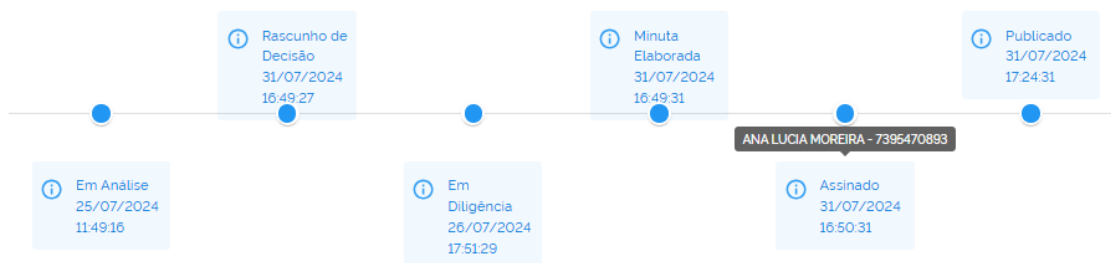 Rascunho de
Decisão
31/07/2024
16:49:27
Minuta
Elaborada
31/07/2024
16:49:31
Publicado
31/07/2024
17:24:31
ANA LUCIA MOREIRA - 7395470893
Em Análise
25/07/2024
11:49:16
Em
Diligência
26/07/2024
17:51:29
Assinado
31/07/2024
16:50:31